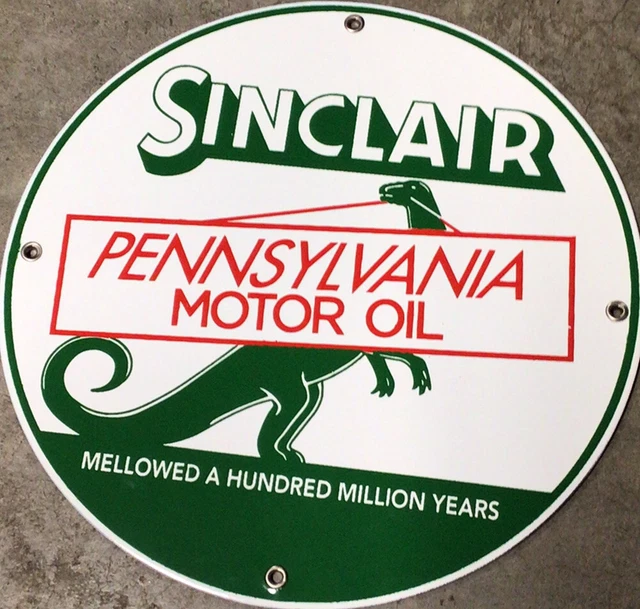 SINCLAIR
PENNSYLVANIA
MOTOR OIL
MELLOWED A HUNDRED MILLION YEARS